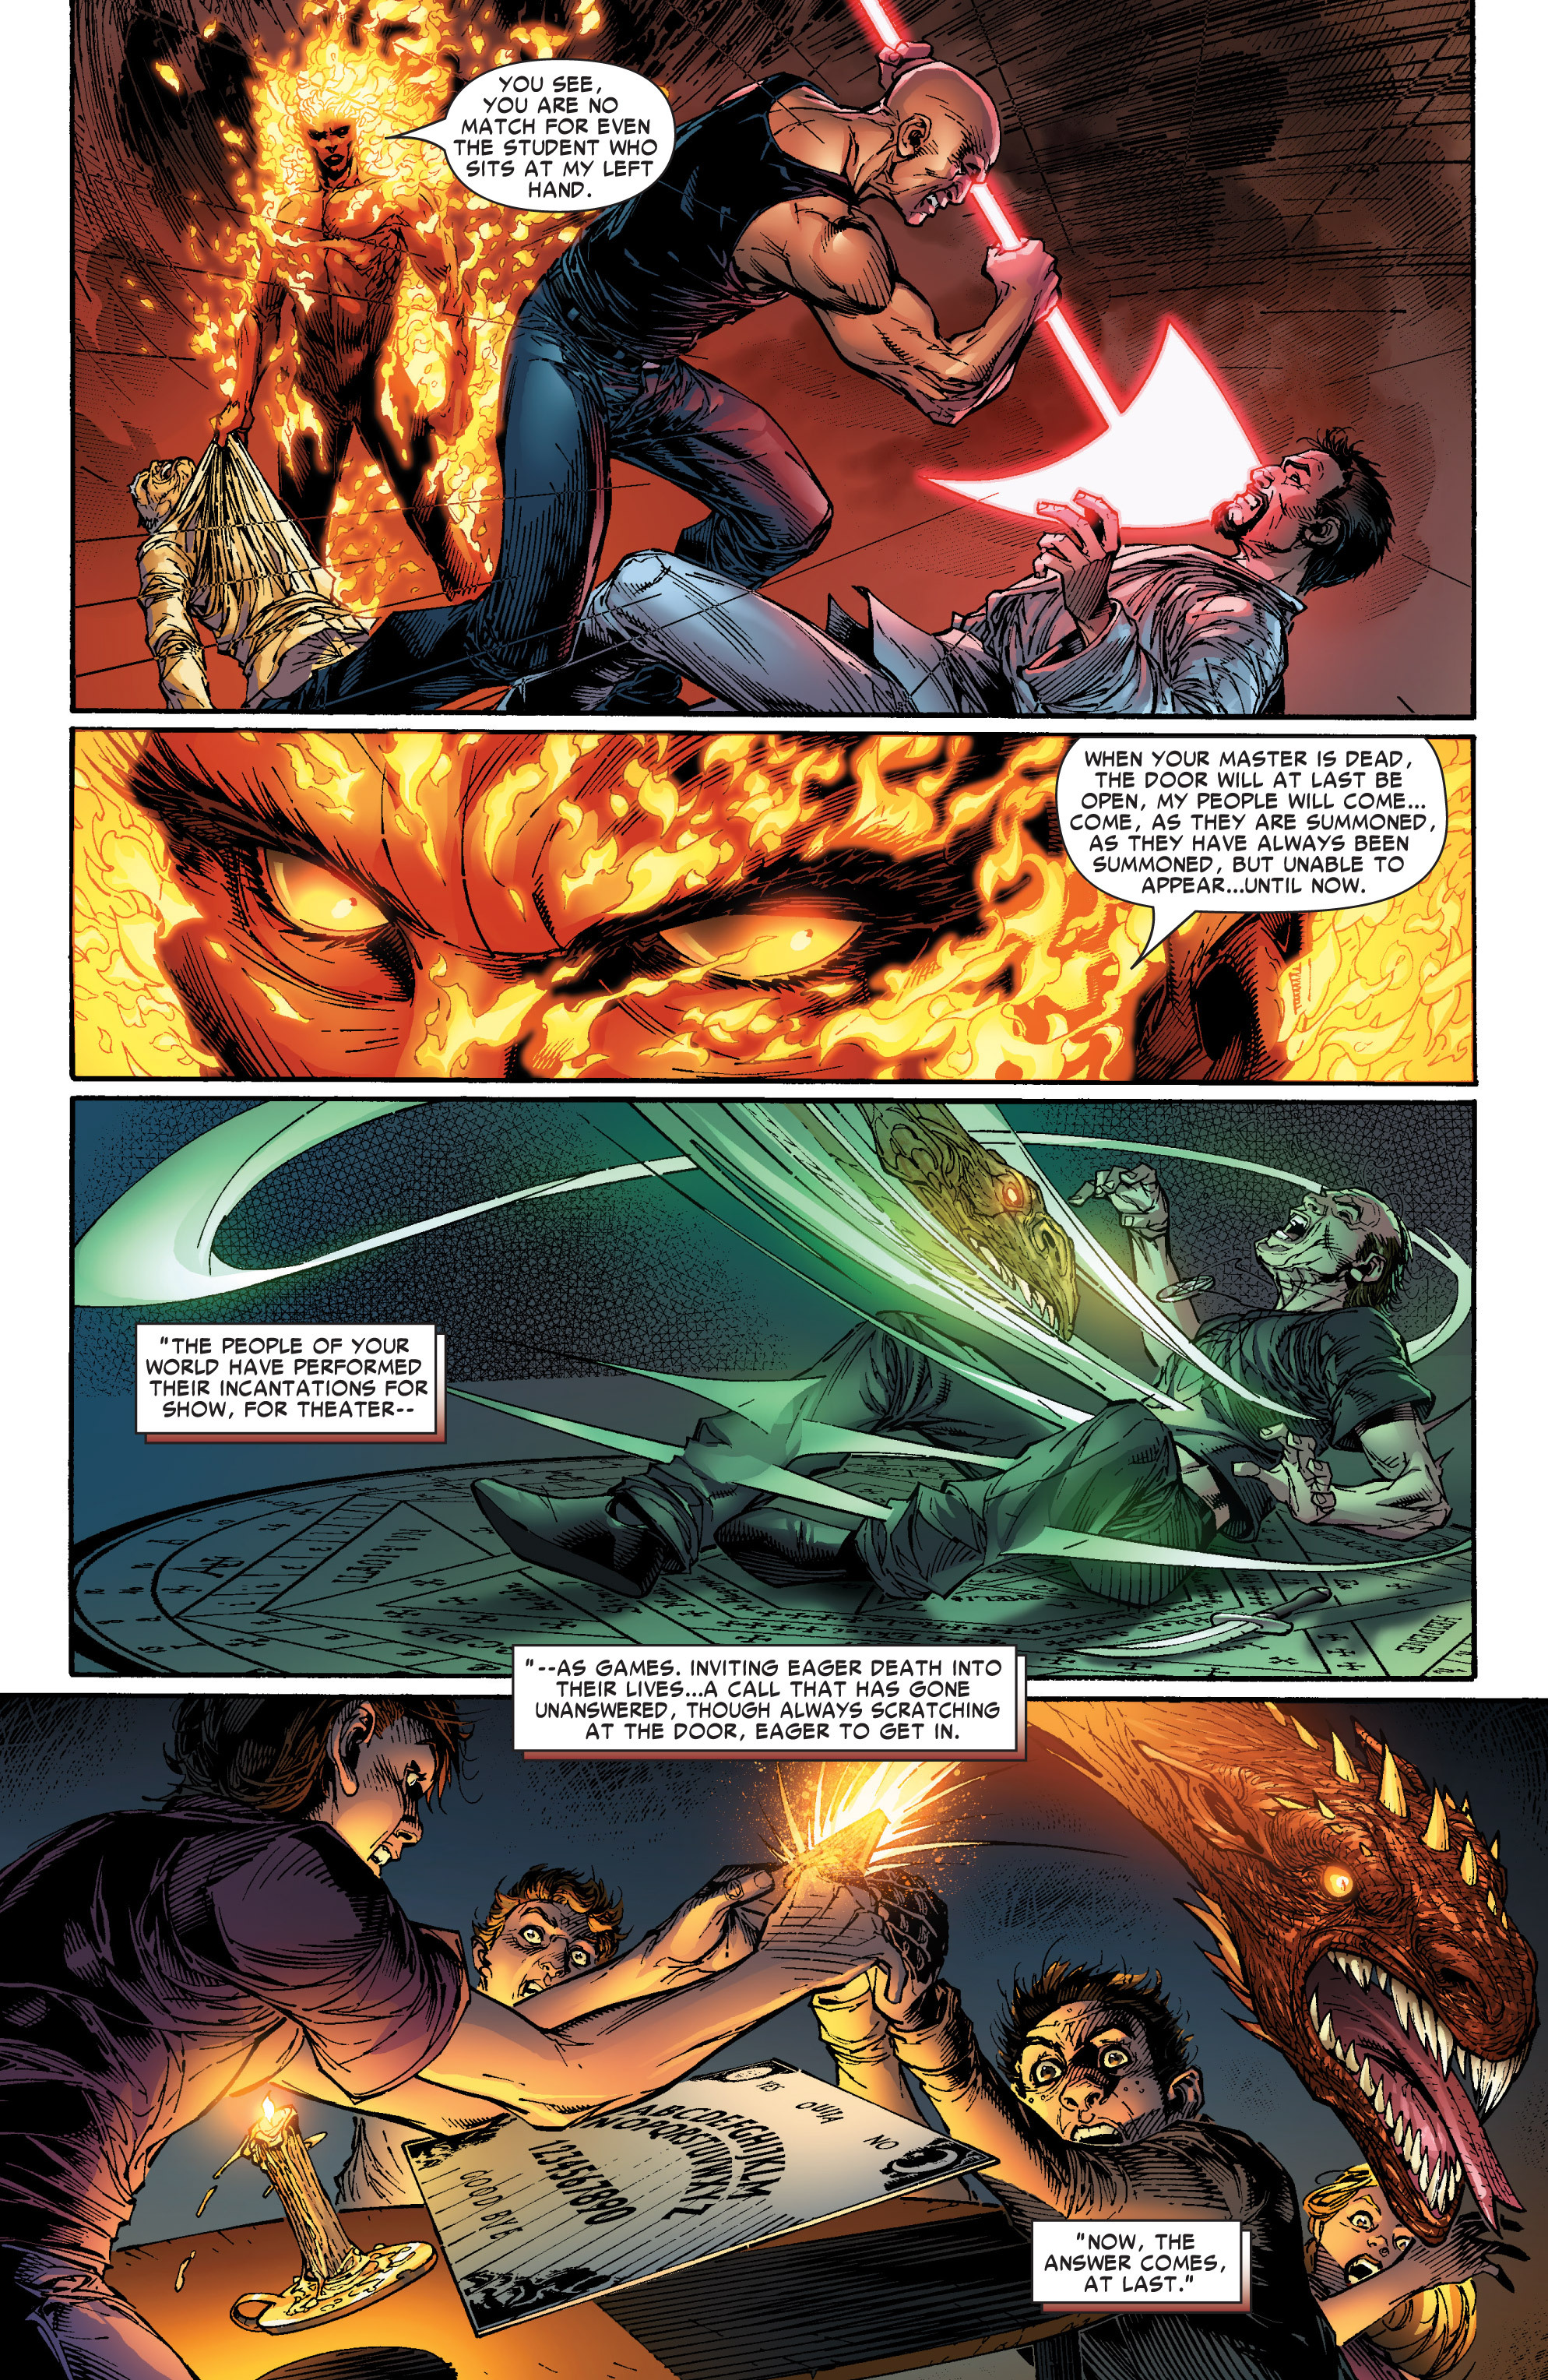 YOU SEE,
YOU ARE NO
MATCH FOR EVEN
THE STUDENT WHO
SITS AT MY LEFT
HAND.
WHEN YOUR MASTER IS DEAD,
THE DOOR WILL AT LAST BE
OPEN, MY PEOPLE WILL COME...
COME, AS THEY ARE SUMMONED,
AS THEY HAVE ALWAYS BEEN
SUMMONED, BUT UNABLE TO
APPEAR...UNTIL NOW.
"THE PEOPLE OF YOUR
WORLD HAVE PERFORMED
THEIR INCANTATIONS FOR
SHOW, FOR THEATER--
"--AS GAMES. INVITING EAGER DEATH INTO
THEIR LIVES...A CALL THAT HAS GONE
UNANSWERED, THOUGH ALWAYS SCRATCHING
AT THE DOOR, EAGER TO GET IN.
YES
OUIJA
NO
ABCDEFGHIJKLM
NOPQRSTUVWXYZ
1234567890
GOOD BYE
"NOW, THE
ANSWER COMES,
AT LAST."